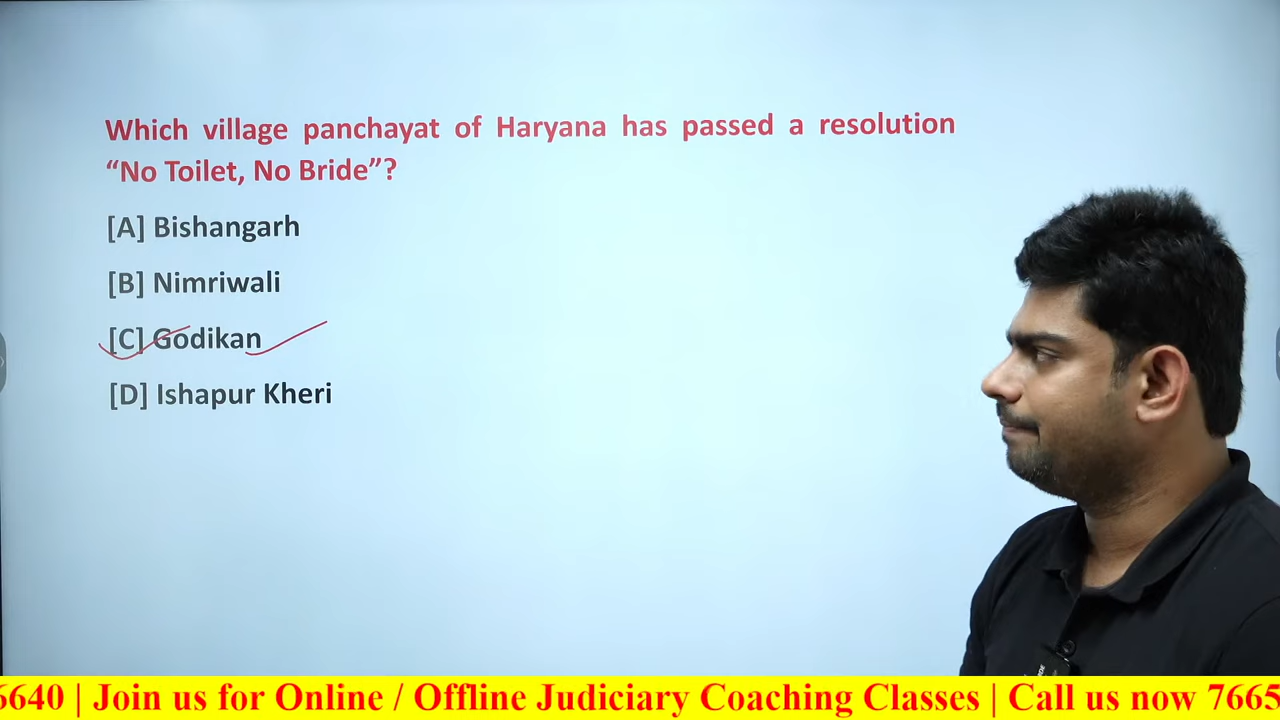 Which village panchayat of Haryana has passed a resolution
“No Toilet, No Bride”?
[A] Bishangarh
[B] Nimriwali
[C] Godikan
[D] Ishapur Kheri
6640 | Join us for Online / Offline Judiciary Coaching Classes | Call us now 7665